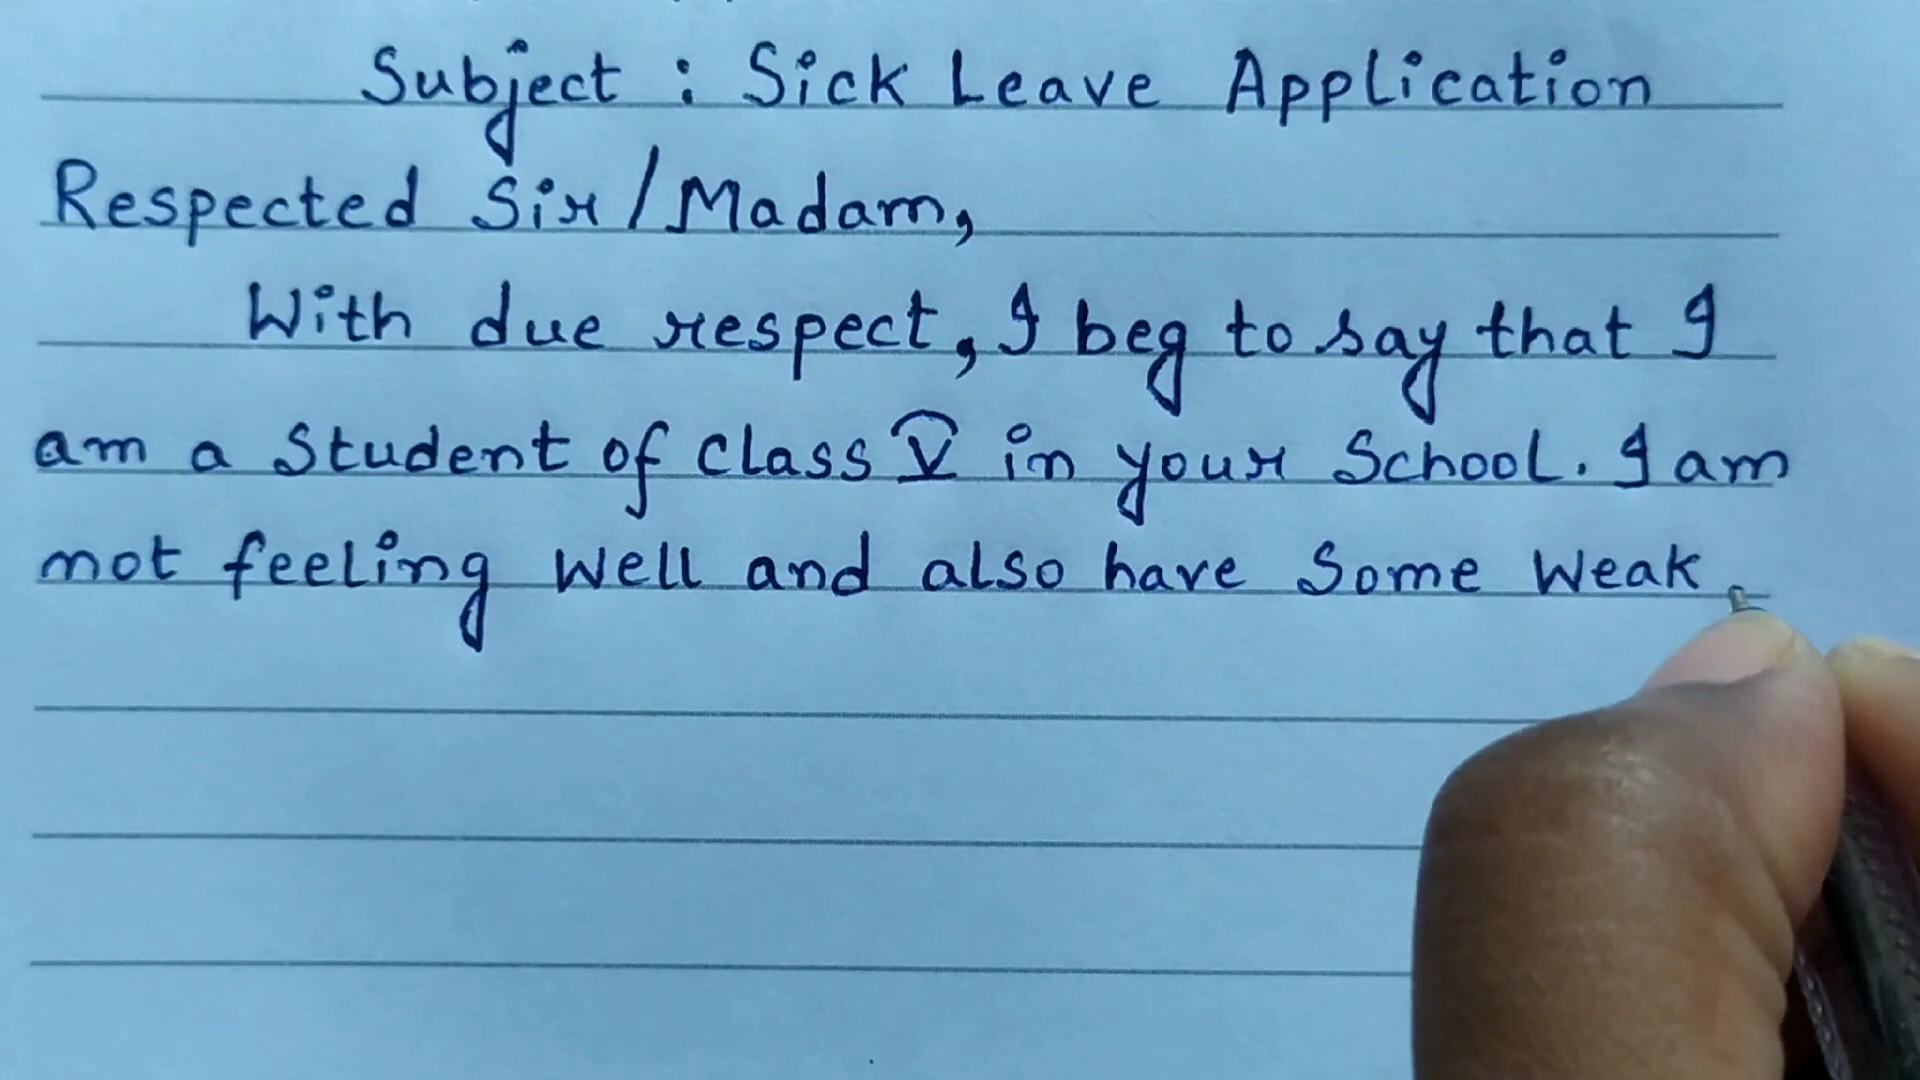 Subject : Sick Leave Application
Respected Sir/Madam,
With due respect, I beg to say that I
am a Student of class V in your School. I am
not feeling well and also have Some Weak